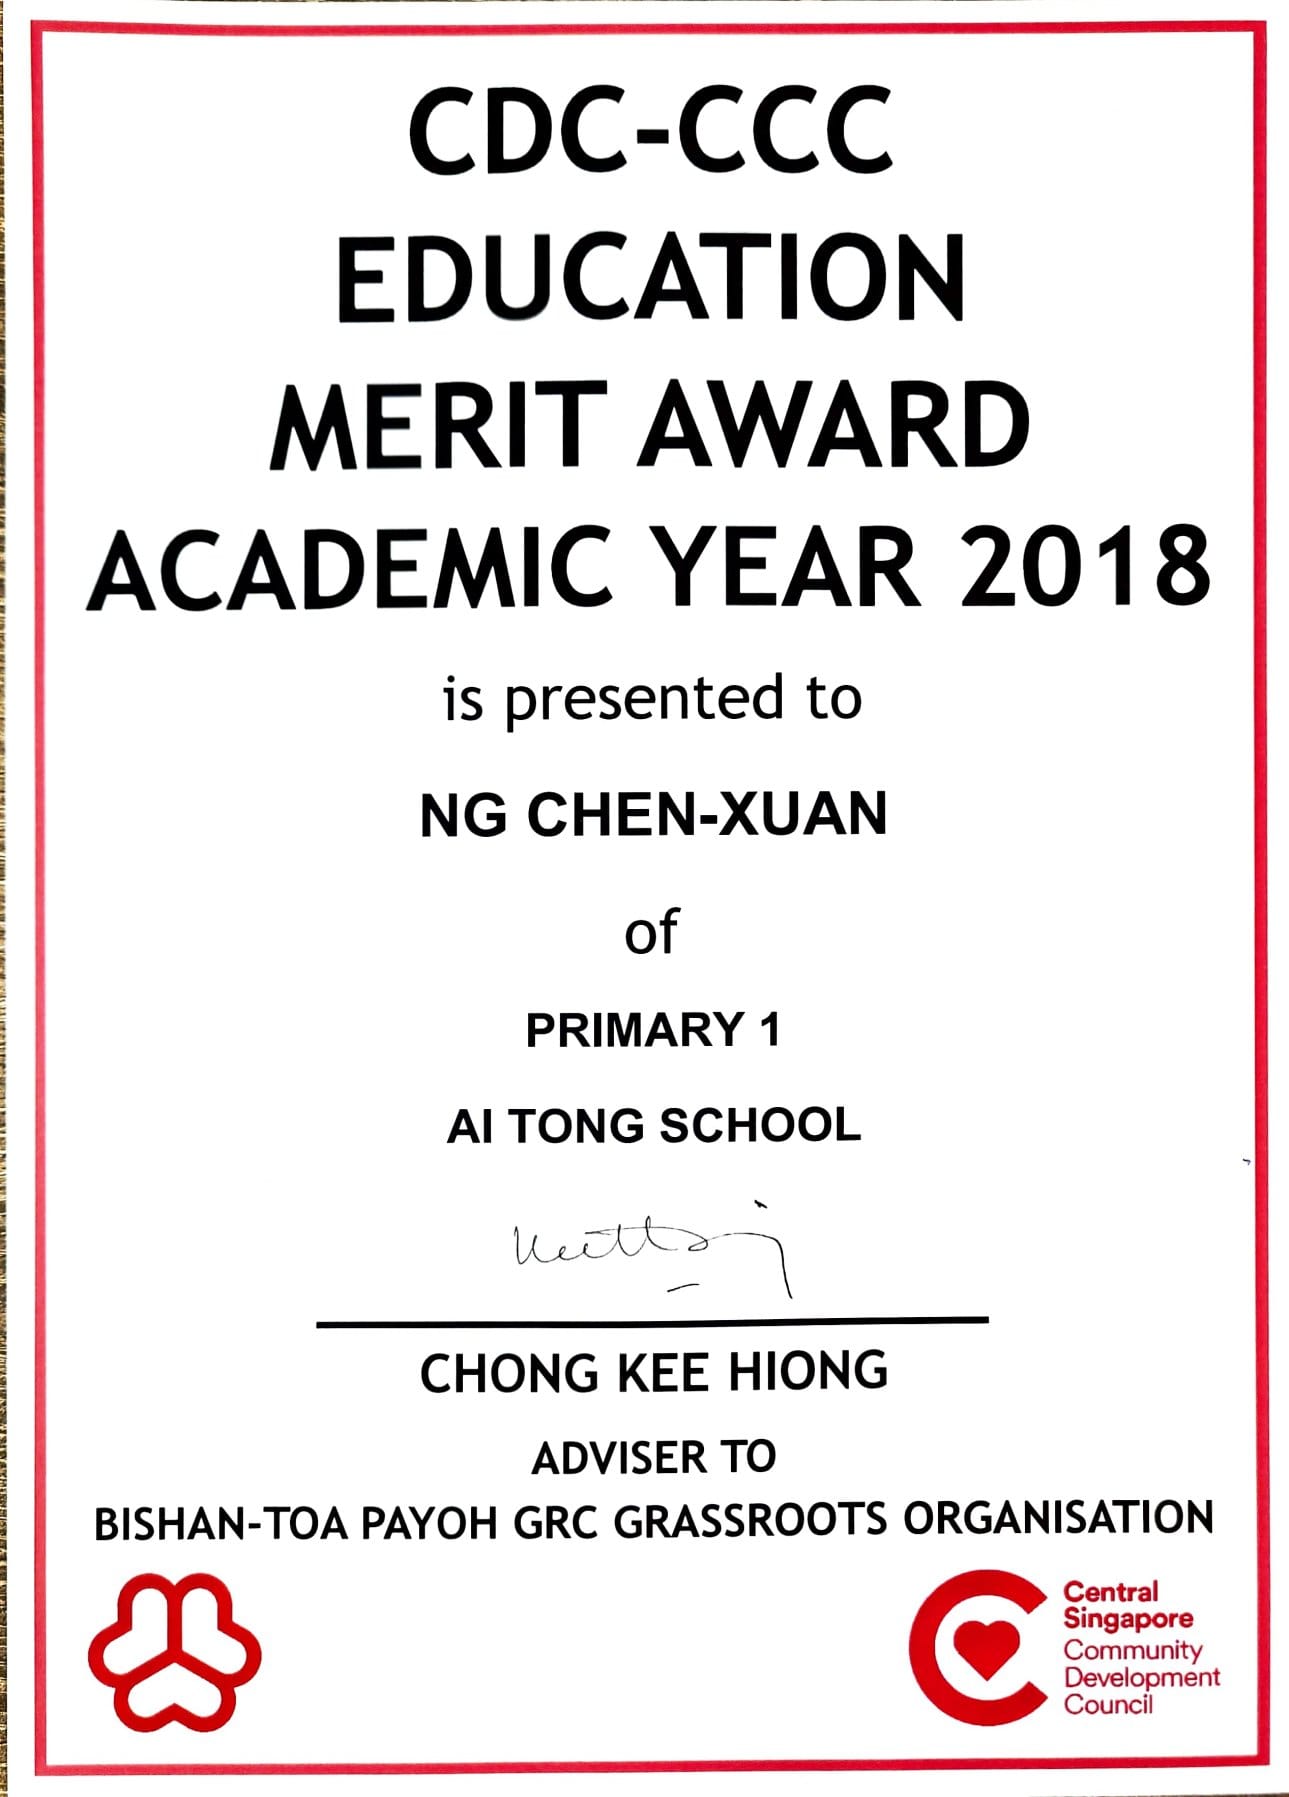 CDC-CCC
EDUCATION
MERIT AWARD
ACADEMIC YEAR 2018
is presented to
NG CHEN-XUAN
of
PRIMARY 1
AI TONG SCHOOL
CHONG KEE HIONG
ADVISER TO
BISHAN-TOA PAYOH GRC GRASSROOTS ORGANISATION
Central
Singapore
Community
Development
Council